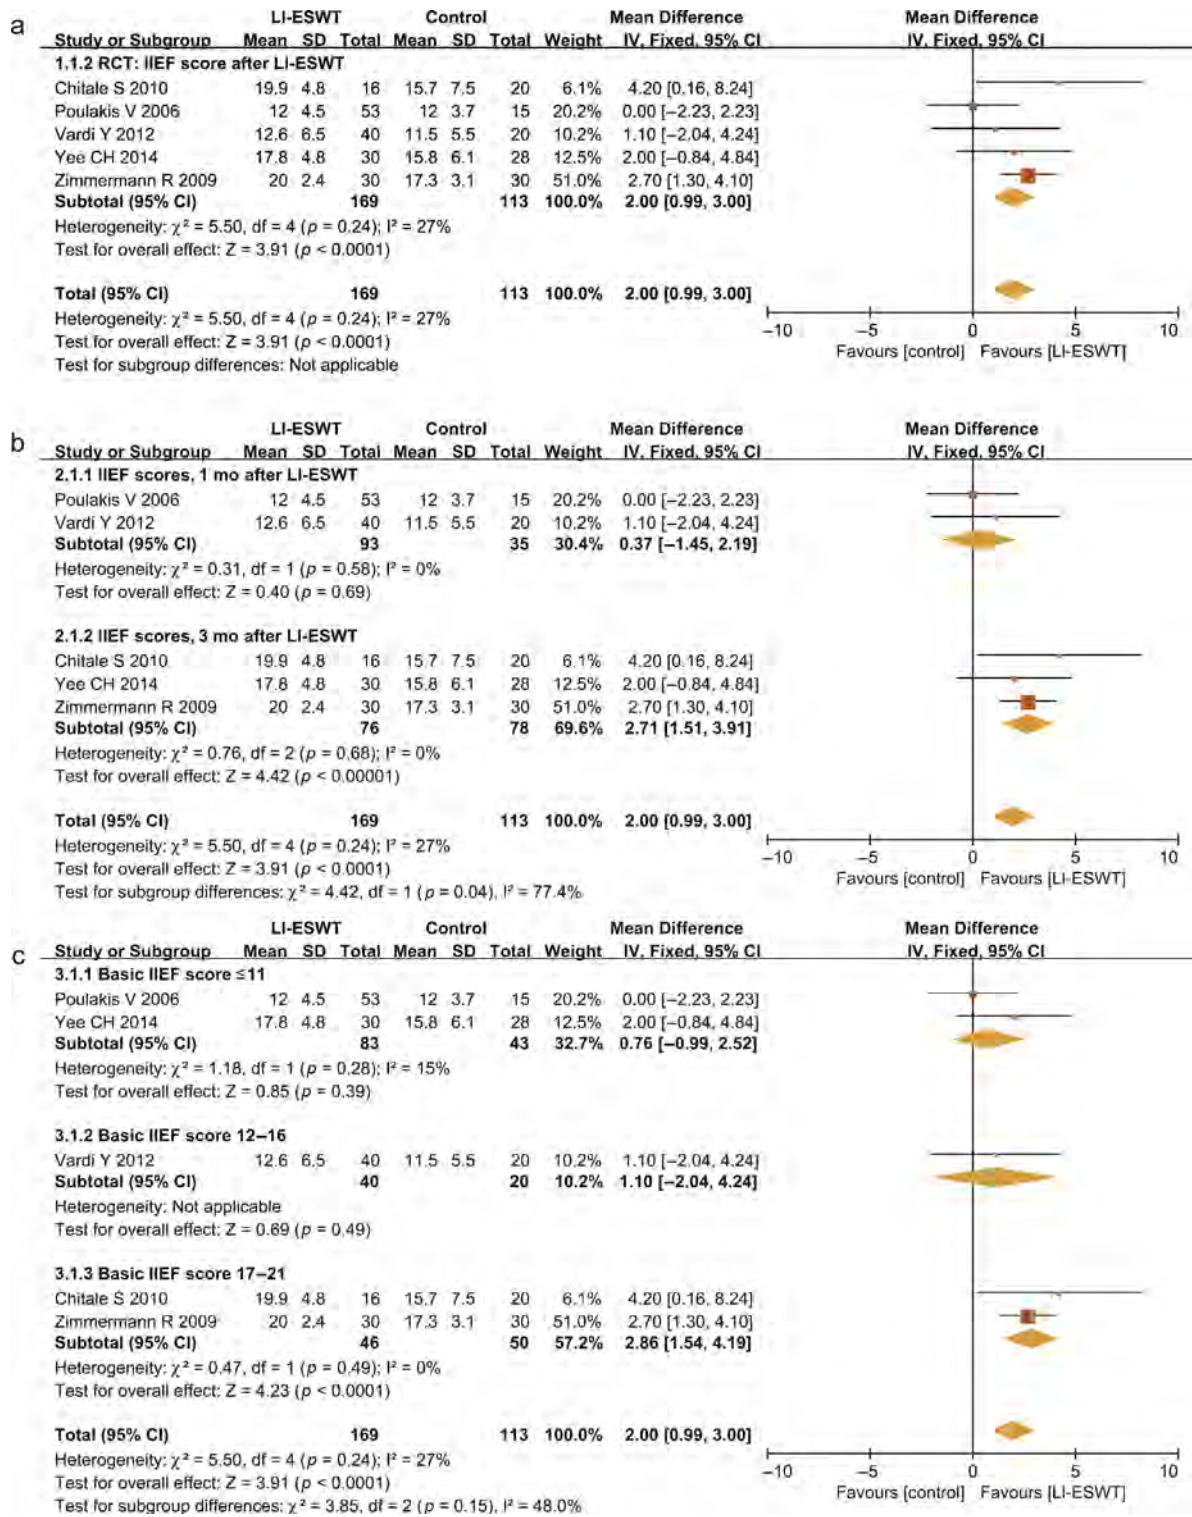 a
LI-ESWT Control Mean Difference Mean Difference
Study or Subgroup Mean SD Total Mean SD Total Weight IV, Fixed, 95% CI IV, Fixed, 95% CI
1.1.2 RCT: IIEF score after LI-ESWT
Chitale S 2010 19.9 4.8 16 15.7 7.5 20 6.1% 4.20 [0.16, 8.24]
Poulakis V 2006 12 4.5 53 12 3.7 15 20.2% 0.00 [−2.23, 2.23]
Vardi Y 2012 12.6 6.5 40 11.5 5.5 20 10.2% 1.10 [−2.04, 4.24]
Yee CH 2014 17.8 4.8 30 15.8 6.1 28 12.5% 2.00 [−0.84, 4.84]
Zimmermann R 2009 20 2.4 30 17.3 3.1 30 51.0% 2.70 [1.30, 4.10]
Subtotal (95% CI) 169 113 100.0% 2.00 [0.99, 3.00]
Heterogeneity: χ² = 5.50, df = 4 (p = 0.24); I² = 27%
Test for overall effect: Z = 3.91 (p < 0.0001)
Total (95% CI) 169 113 100.0% 2.00 [0.99, 3.00]
Heterogeneity: χ² = 5.50, df = 4 (p = 0.24); I² = 27%
Test for overall effect: Z = 3.91 (p < 0.0001)
Test for subgroup differences: Not applicable
−10 −5 0 5 10
Favours [control] Favours [LI-ESWT]
b
LI-ESWT Control Mean Difference Mean Difference
Study or Subgroup Mean SD Total Mean SD Total Weight IV, Fixed, 95% CI IV, Fixed, 95% CI
2.1.1 IIEF scores, 1 mo after LI-ESWT
Poulakis V 2006 12 4.5 53 12 3.7 15 20.2% 0.00 [−2.23, 2.23]
Vardi Y 2012 12.6 6.5 40 11.5 5.5 20 10.2% 1.10 [−2.04, 4.24]
Subtotal (95% CI) 93 35 30.4% 0.37 [−1.45, 2.19]
Heterogeneity: χ² = 0.31, df = 1 (p = 0.58); I² = 0%
Test for overall effect: Z = 0.40 (p = 0.69)
2.1.2 IIEF scores, 3 mo after LI-ESWT
Chitale S 2010 19.9 4.8 16 15.7 7.5 20 6.1% 4.20 [0.16, 8.24]
Yee CH 2014 17.8 4.8 30 15.8 6.1 28 12.5% 2.00 [−0.84, 4.84]
Zimmermann R 2009 20 2.4 30 17.3 3.1 30 51.0% 2.70 [1.30, 4.10]
Subtotal (95% CI) 76 78 69.6% 2.71 [1.51, 3.91]
Heterogeneity: χ² = 0.76, df = 2 (p = 0.68); I² = 0%
Test for overall effect: Z = 4.42 (p < 0.00001)
Total (95% CI) 169 113 100.0% 2.00 [0.99, 3.00]
Heterogeneity: χ² = 5.50, df = 4 (p = 0.24); I² = 27%
Test for overall effect: Z = 3.91 (p < 0.0001)
Test for subgroup differences: χ² = 4.42, df = 1 (p = 0.04), I² = 77.4%
−10 −5 0 5 10
Favours [control] Favours [LI-ESWT]
c
LI-ESWT Control Mean Difference Mean Difference
Study or Subgroup Mean SD Total Mean SD Total Weight IV, Fixed, 95% CI IV, Fixed, 95% CI
3.1.1 Basic IIEF score ≤11
Poulakis V 2006 12 4.5 53 12 3.7 15 20.2% 0.00 [−2.23, 2.23]
Yee CH 2014 17.8 4.8 30 15.8 6.1 28 12.5% 2.00 [−0.84, 4.84]
Subtotal (95% CI) 83 43 32.7% 0.76 [−0.99, 2.52]
Heterogeneity: χ² = 1.18, df = 1 (p = 0.28); I² = 15%
Test for overall effect: Z = 0.85 (p = 0.39)
3.1.2 Basic IIEF score 12–16
Vardi Y 2012 12.6 6.5 40 11.5 5.5 20 10.2% 1.10 [−2.04, 4.24]
Subtotal (95% CI) 40 20 10.2% 1.10 [−2.04, 4.24]
Heterogeneity: Not applicable
Test for overall effect: Z = 0.69 (p = 0.49)
3.1.3 Basic IIEF score 17–21
Chitale S 2010 19.9 4.8 16 15.7 7.5 20 6.1% 4.20 [0.16, 8.24]
Zimmermann R 2009 20 2.4 30 17.3 3.1 30 51.0% 2.70 [1.30, 4.10]
Subtotal (95% CI) 46 50 57.2% 2.86 [1.54, 4.19]
Heterogeneity: χ² = 0.47, df = 1 (p = 0.49); I² = 0%
Test for overall effect: Z = 4.23 (p < 0.0001)
Total (95% CI) 169 113 100.0% 2.00 [0.99, 3.00]
Heterogeneity: χ² = 5.50, df = 4 (p = 0.24); I² = 27%
Test for overall effect: Z = 3.91 (p < 0.0001)
Test for subgroup differences: χ² = 3.85, df = 2 (p = 0.15), I² = 48.0%
−10 −5 0 5 10
Favours [control] Favours [LI-ESWT]